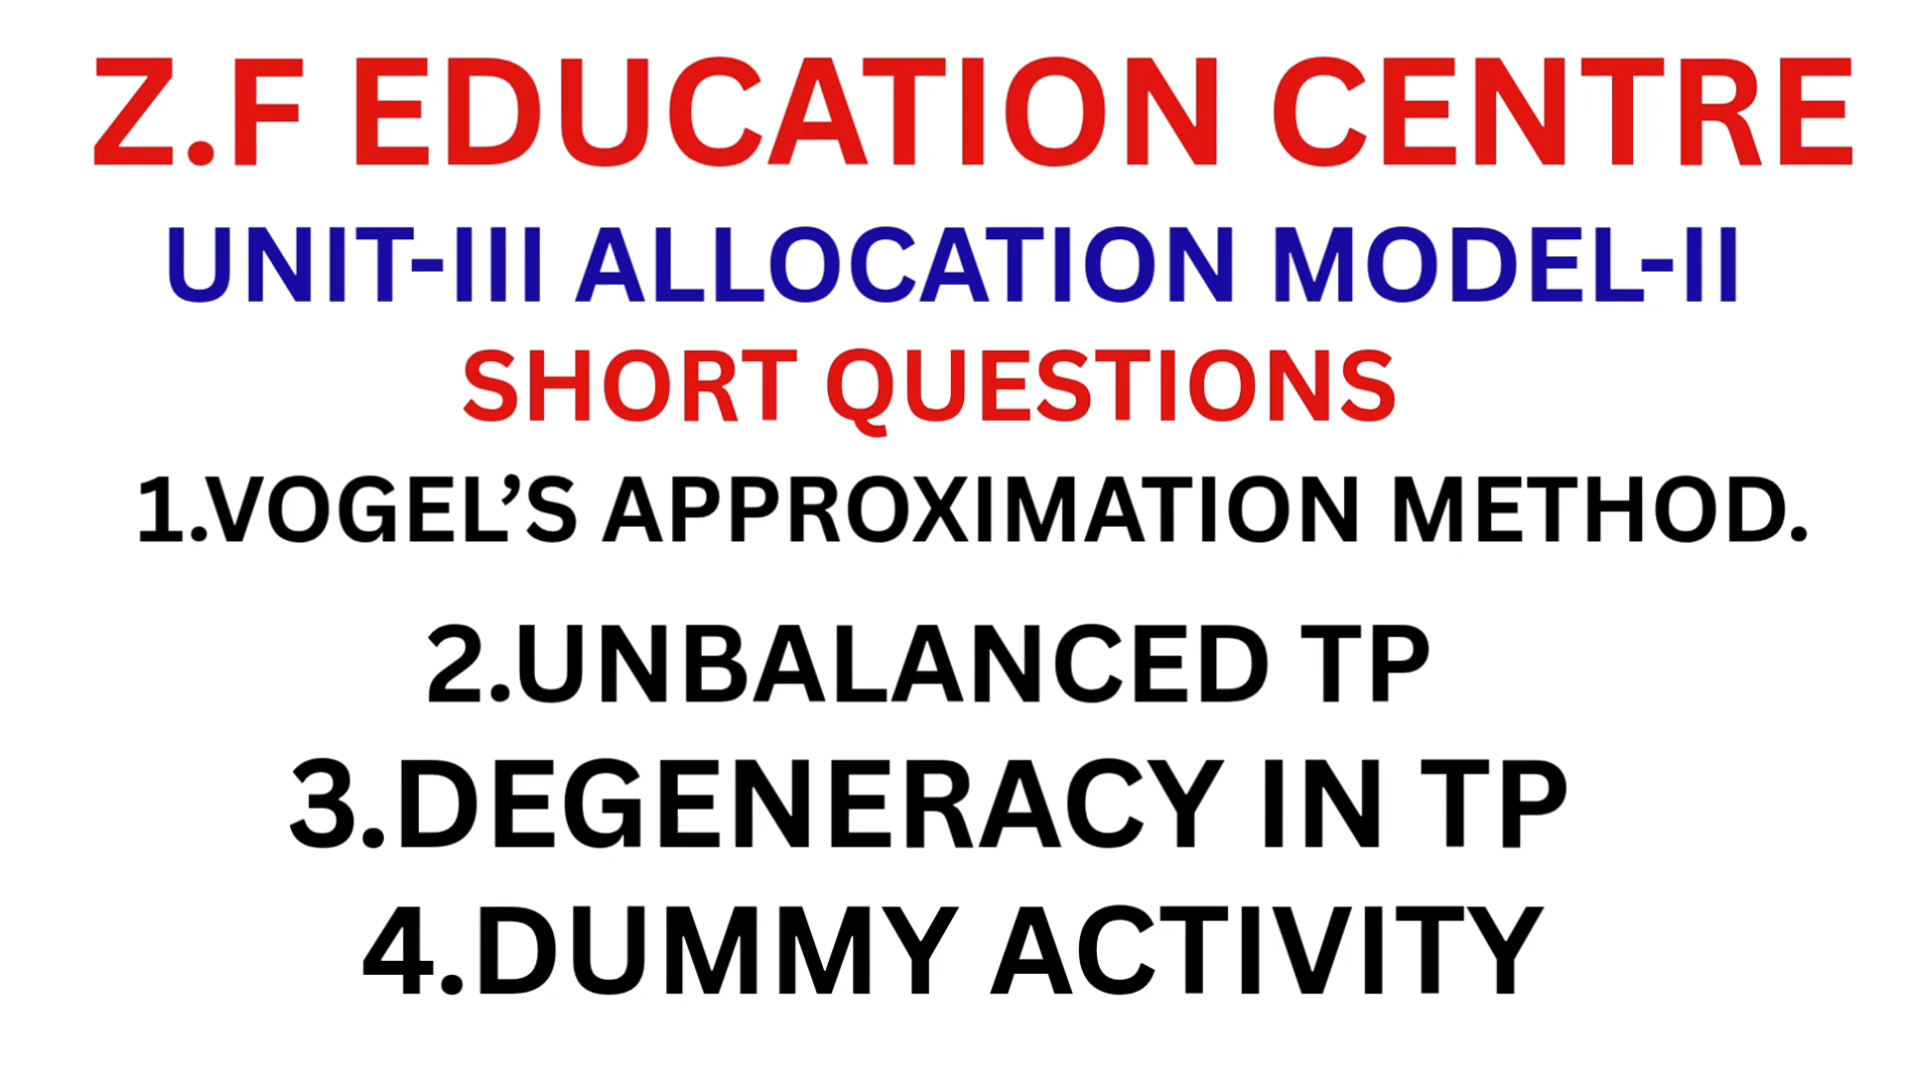 Z.F EDUCATION CENTRE
UNIT-III ALLOCATION MODEL-II
SHORT QUESTIONS
1.VOGEL’S APPROXIMATION METHOD.
2.UNBALANCED TP
3.DEGENERACY IN TP
4.DUMMY ACTIVITY